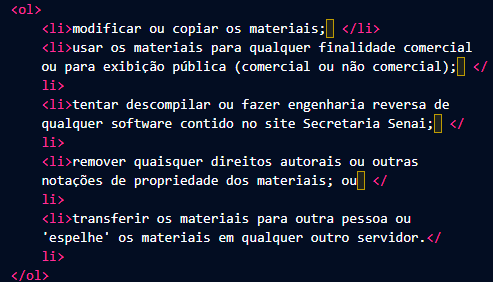 <ol>
<li>modificar ou copiar os materiais;  </li>
<li>usar os materiais para qualquer finalidade comercial
ou para exibição pública (comercial ou não comercial);  </
li>
<li>tentar descompilar ou fazer engenharia reversa de
qualquer software contido no site Secretaria Senai;  </
li>
<li>remover quaisquer direitos autorais ou outras
notações de propriedade dos materiais; ou  </
li>
<li>transferir os materiais para outra pessoa ou
'espelhe' os materiais em qualquer outro servidor.</
li>
</ol>